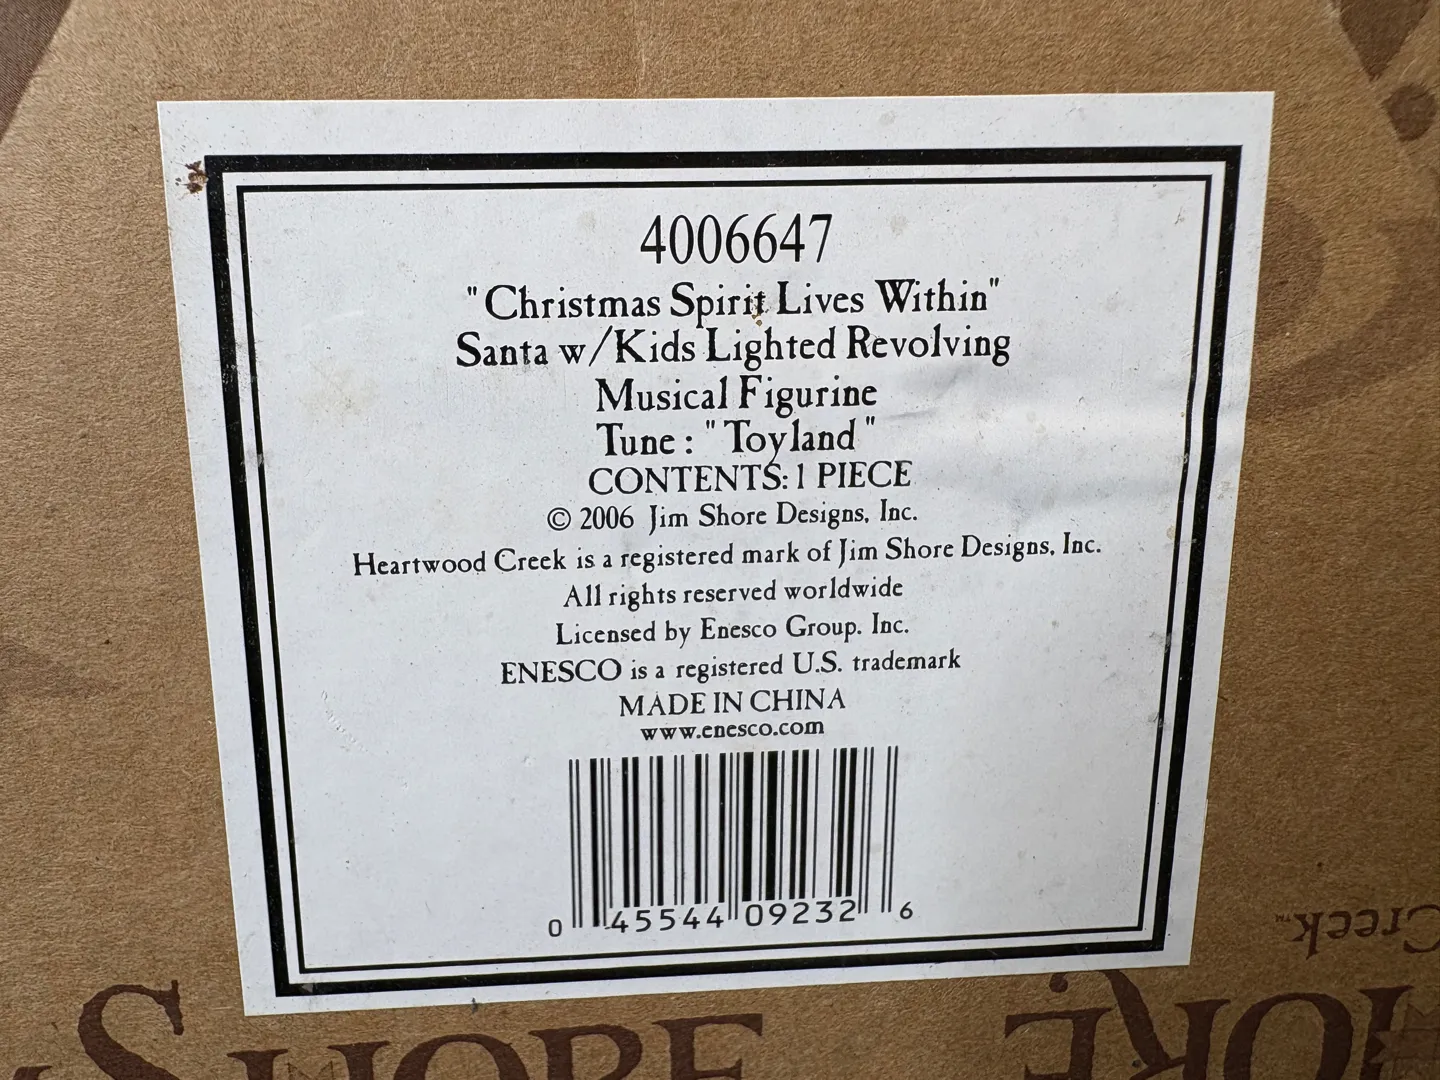 4006647
"Christmas Spirit Lives Within"
Santa w/Kids Lighted Revolving
Musical Figurine
Tune: "Toyland"
CONTENTS: 1 PIECE
© 2006 Jim Shore Designs, Inc.
Heartwood Creek is a registered mark of Jim Shore Designs, Inc.
All rights reserved worldwide
Licensed by Enesco Group. Inc.
ENESCO is a registered U.S. trademark
MADE IN CHINA
www.enesco.com
0 45544 09232 6
Creek™
SHORE